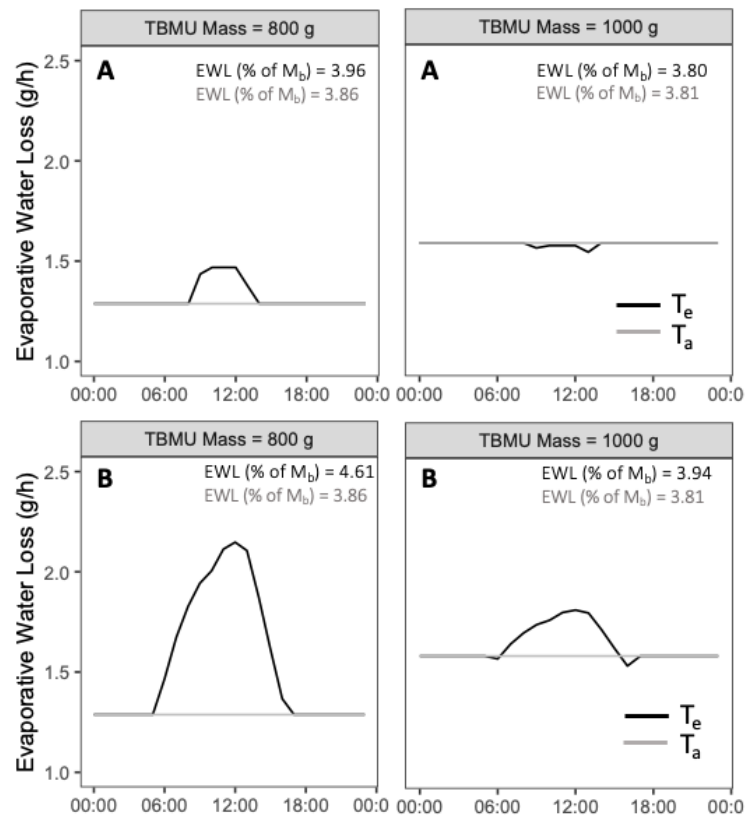 TBMU Mass = 800 g
TBMU Mass = 1000 g
A
EWL (% of Mb) = 3.96
EWL (% of Mb) = 3.86
A
EWL (% of Mb) = 3.80
EWL (% of Mb) = 3.81
Evaporative Water Loss (g/h)
2.5
2.0
1.5
1.0
Te
Ta
00:00 06:00 12:00 18:00 00:0
00:00 06:00 12:00 18:00 00:0
TBMU Mass = 800 g
TBMU Mass = 1000 g
B
EWL (% of Mb) = 4.61
EWL (% of Mb) = 3.86
B
EWL (% of Mb) = 3.94
EWL (% of Mb) = 3.81
Evaporative Water Loss (g/h)
2.5
2.0
1.5
1.0
Te
Ta
00:00 06:00 12:00 18:00 00:0
00:00 06:00 12:00 18:00 00:0